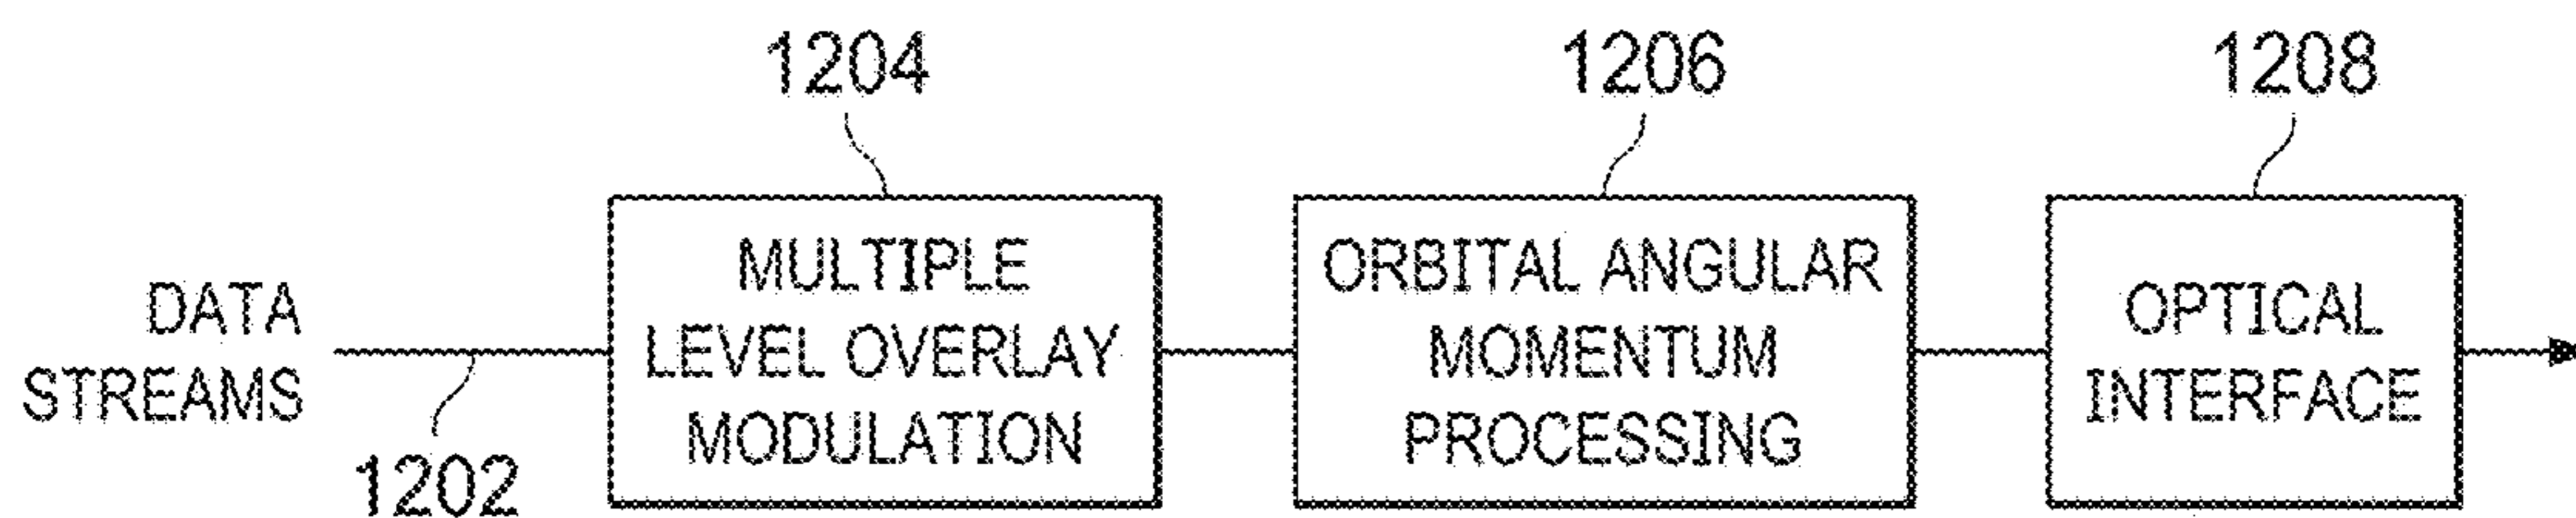 1204
1206
1208
DATA
STREAMS
1202
MULTIPLE
LEVEL OVERLAY
MODULATION
ORBITAL ANGULAR
MOMENTUM
PROCESSING
OPTICAL
INTERFACE